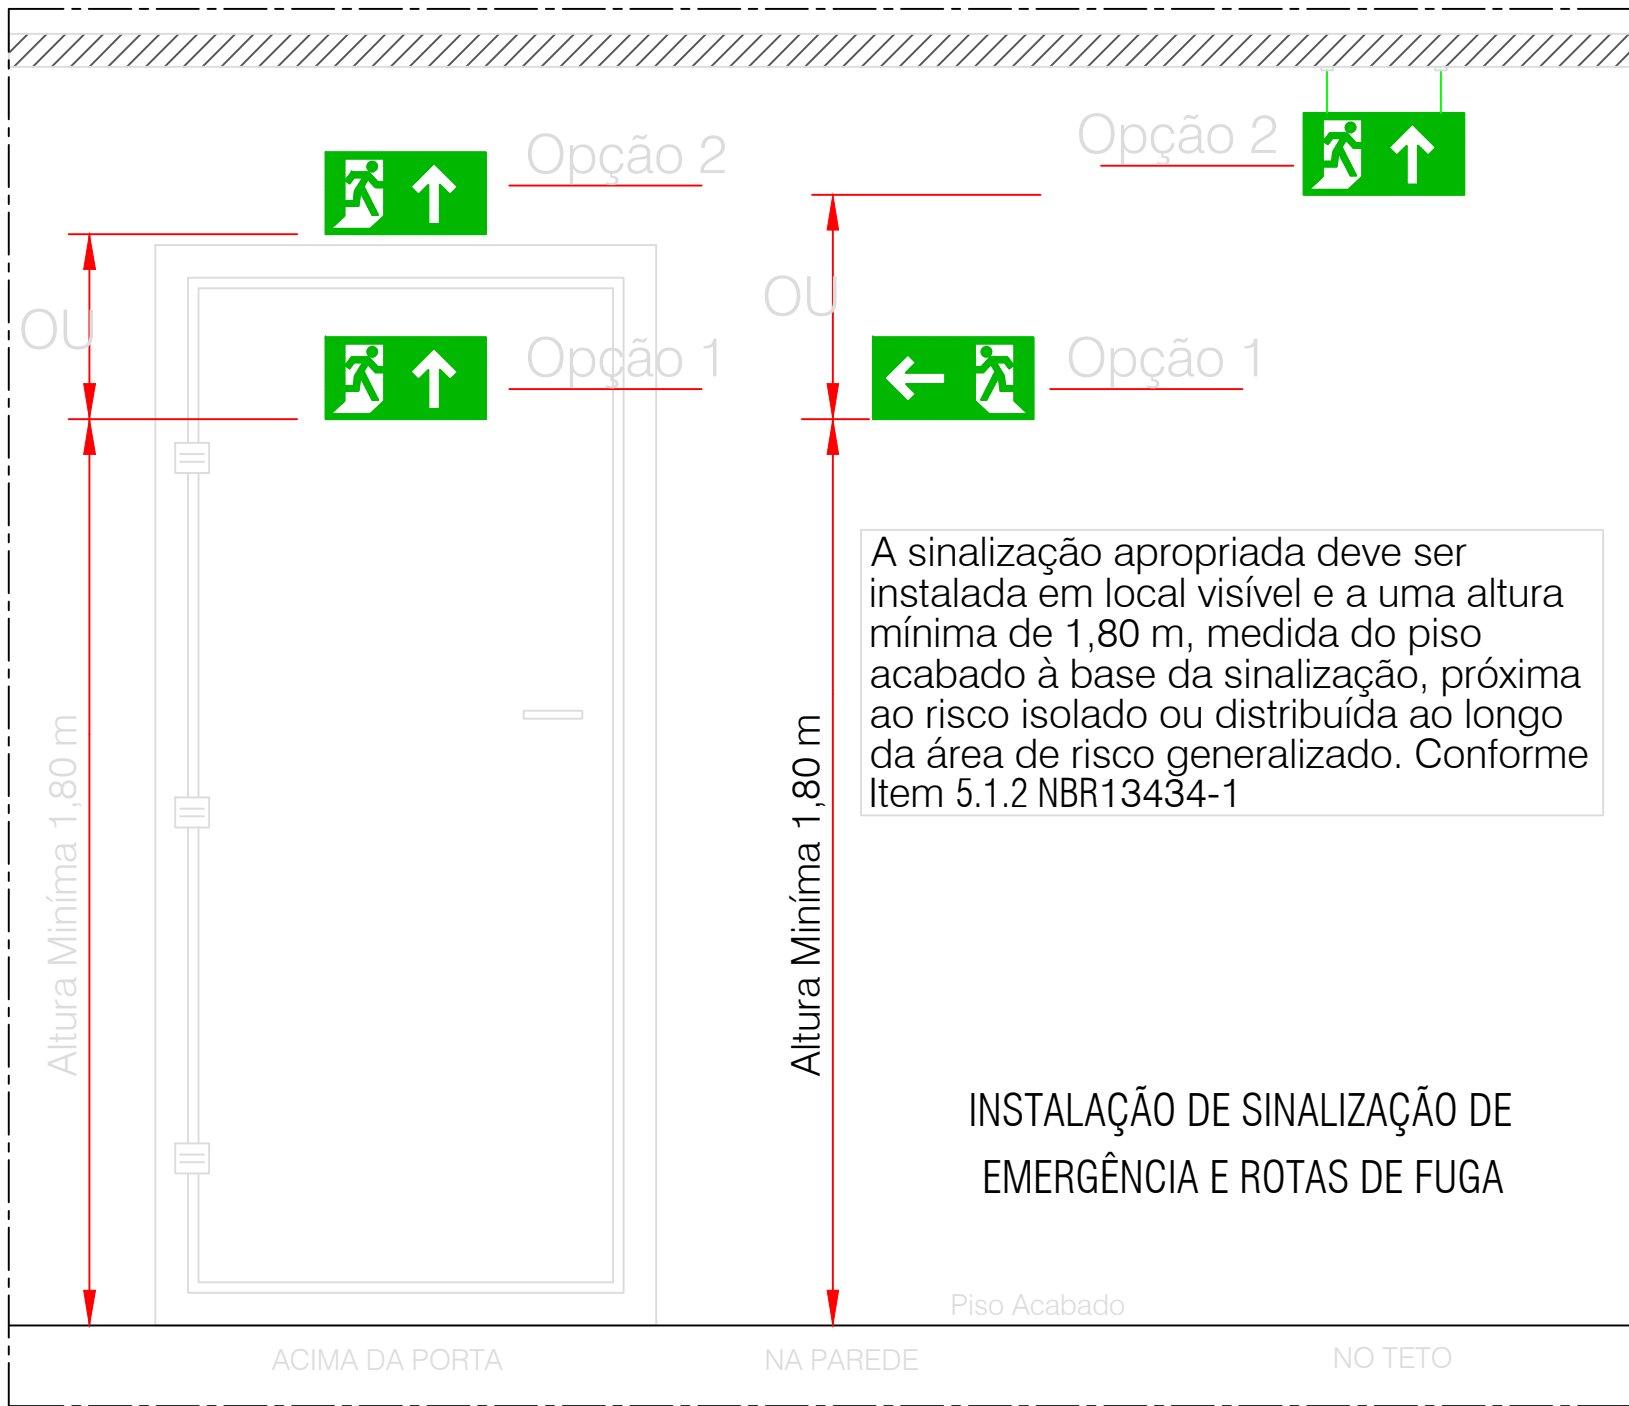 Opção 2
Opção 2
OU
OU
Opção 1
Opção 1
A sinalização apropriada deve ser
instalada em local visível e a uma altura
mínima de 1,80 m, medida do piso
acabado à base da sinalização, próxima
ao risco isolado ou distribuída ao longo
da área de risco generalizado. Conforme
Item 5.1.2 NBR13434-1
Altura Miníma 1,80 m
Altura Miníma 1,80 m
INSTALAÇÃO DE SINALIZAÇÃO DE
EMERGÊNCIA E ROTAS DE FUGA
Piso Acabado
ACIMA DA PORTA
NA PAREDE
NO TETO